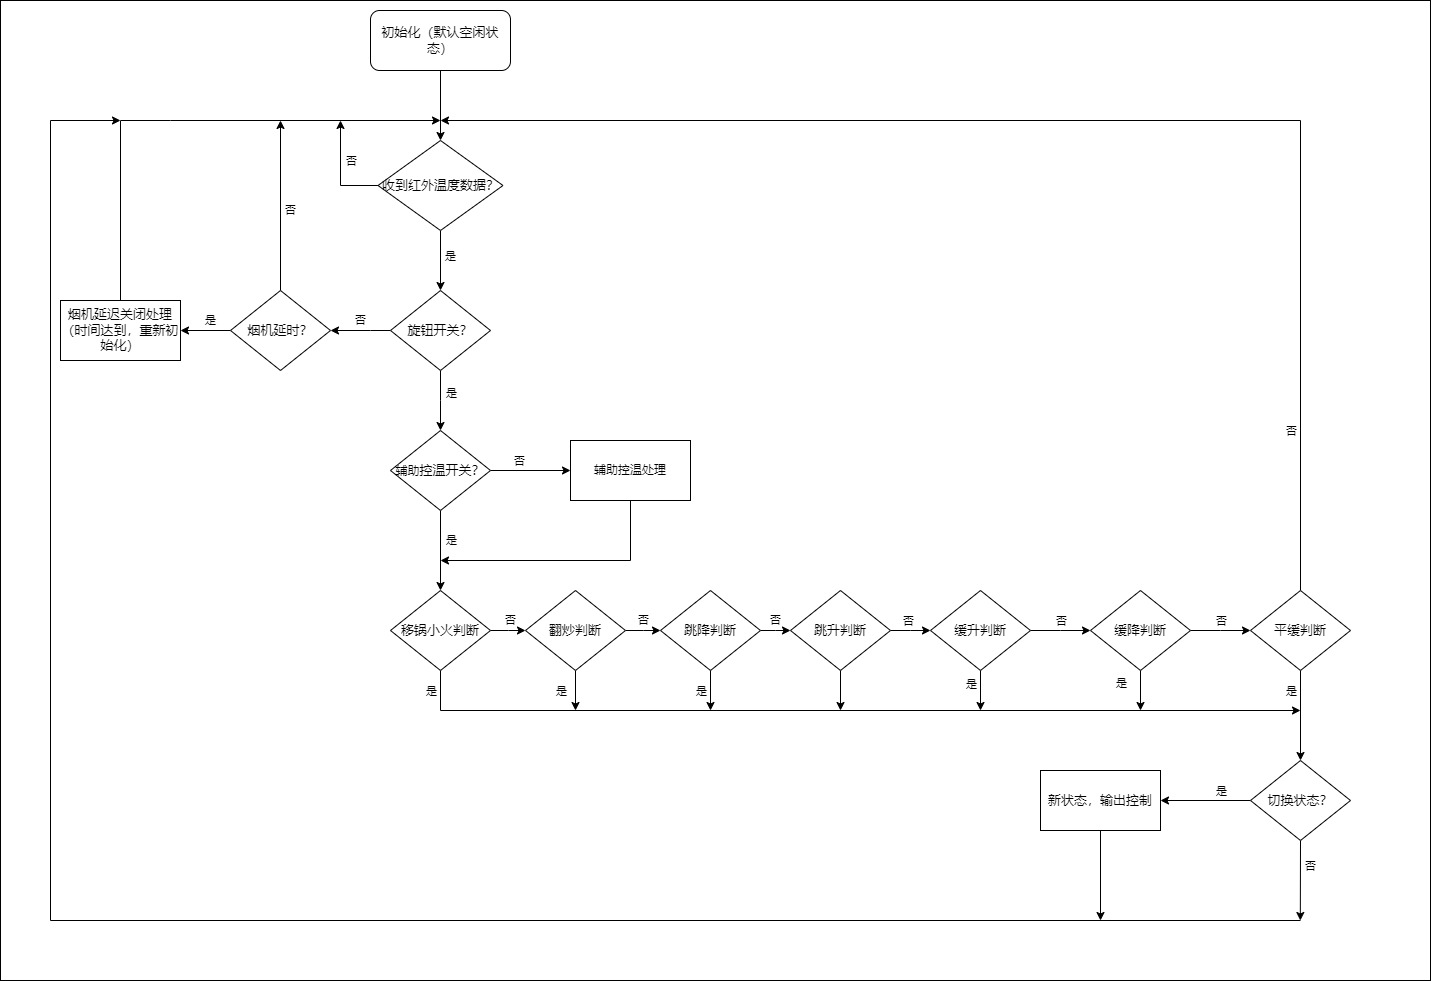 初始化（默认空闲状
态）
否
收到红外温度数据？
否
是
烟机延迟关闭处理
（时间达到，重新初
始化）
是
烟机延时？
否
旋钮开关？
是
否
辅助控温开关？
否
辅助控温处理
是
移锅小火判断
否
翻炒判断
否
跳降判断
否
跳升判断
否
缓升判断
否
缓降判断
否
平缓判断
是
是
是
是
是
是
新状态，输出控制
是
切换状态？
否